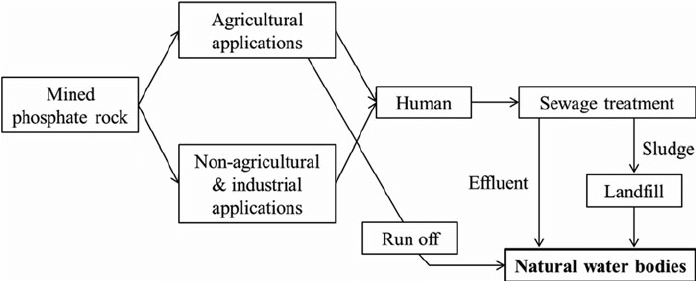 Agricultural
applications
Mined
phosphate rock
Human
Sewage treatment
Non-agricultural
& industrial
applications
Effluent
Sludge
Landfill
Run off
Natural water bodies